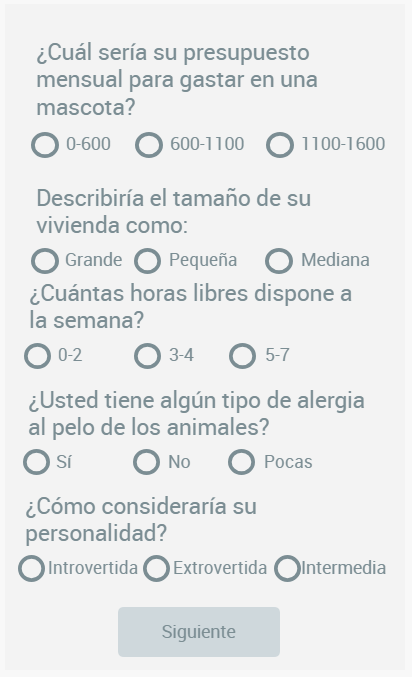 ¿Cuál sería su presupuesto
mensual para gastar en una
mascota?
0-600 600-1100 1100-1600
Describiría el tamaño de su
vivienda como:
Grande Pequeña Mediana
¿Cuántas horas libres dispone a
la semana?
0-2 3-4 5-7
¿Usted tiene algún tipo de alergia
al pelo de los animales?
Sí No Pocas
¿Cómo consideraría su
personalidad?
Introvertida Extrovertida Intermedia
Siguiente